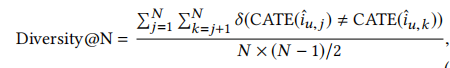 Diversity@N = \frac{\sum_{j=1}^{N} \sum_{k=j+1}^{N} \delta(\text{CATE}(\hat{i}_{u,j}) \neq \text{CATE}(\hat{i}_{u,k}))}{N \times (N - 1)/2},